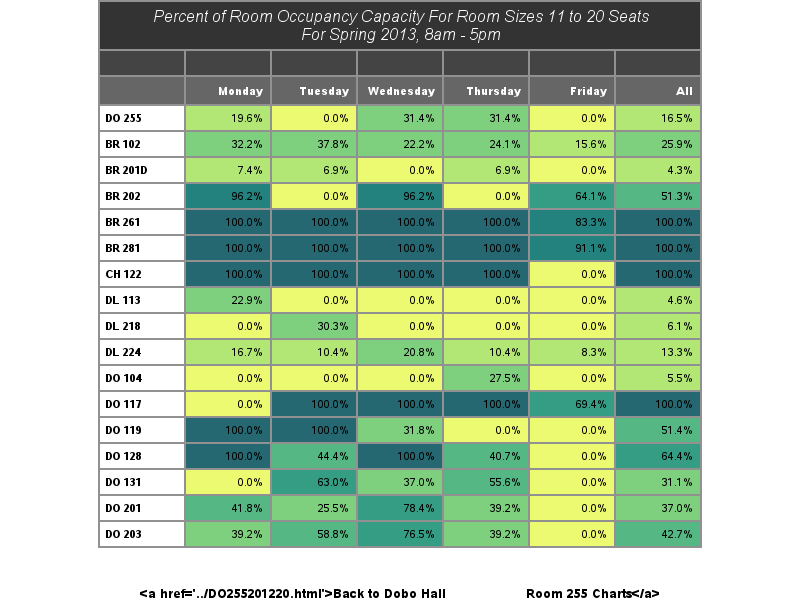 Percent of Room Occupancy Capacity For Room Sizes 11 to 20 Seats
For Spring 2013, 8am - 5pm
Monday Tuesday Wednesday Thursday Friday All
DO 255 19.6% 0.0% 31.4% 31.4% 0.0% 16.5%
BR 102 32.2% 37.8% 22.2% 24.1% 15.6% 25.9%
BR 201D 7.4% 6.9% 0.0% 6.9% 0.0% 4.3%
BR 202 96.2% 0.0% 96.2% 0.0% 64.1% 51.3%
BR 261 100.0% 100.0% 100.0% 100.0% 83.3% 100.0%
BR 281 100.0% 100.0% 100.0% 100.0% 91.1% 100.0%
CH 122 100.0% 100.0% 100.0% 100.0% 0.0% 100.0%
DL 113 22.9% 0.0% 0.0% 0.0% 0.0% 4.6%
DL 218 0.0% 30.3% 0.0% 0.0% 0.0% 6.1%
DL 224 16.7% 10.4% 20.8% 10.4% 8.3% 13.3%
DO 104 0.0% 0.0% 0.0% 27.5% 0.0% 5.5%
DO 117 0.0% 100.0% 100.0% 100.0% 69.4% 100.0%
DO 119 100.0% 100.0% 31.8% 0.0% 0.0% 51.4%
DO 128 100.0% 44.4% 100.0% 40.7% 0.0% 64.4%
DO 131 0.0% 63.0% 37.0% 55.6% 0.0% 31.1%
DO 201 41.8% 25.5% 78.4% 39.2% 0.0% 37.0%
DO 203 39.2% 58.8% 76.5% 39.2% 0.0% 42.7%
<a href='../DO255201220.html'>Back to Dobo Hall Room 255 Charts</a>